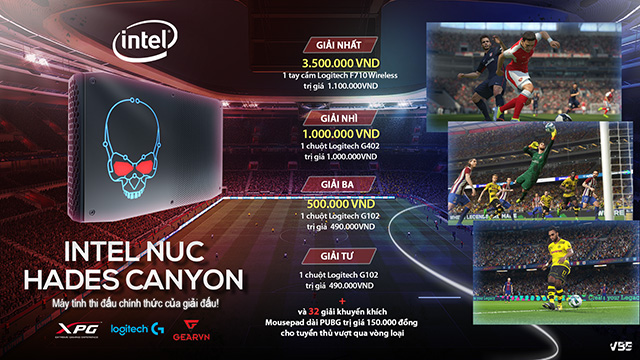 intel
GIẢI NHẤT
3.500.000 VND
1 tay cầm Logitech F710 Wireless
trị giá 1.100.000VND
GIẢI NHÌ
1.000.000 VND
1 chuột Logitech G402
trị giá 1.000.000VND
GIẢI BA
500.000 VND
1 chuột Logitech G102
trị giá 490.000VND
GIẢI TƯ
1 chuột Logitech G102
trị giá 490.000VND
+
và 32 giải khuyến khích
Mousepad dài PUBG trị giá 150.000 đồng
cho tuyển thủ vượt qua vòng loại
INTEL NUC
HADES CANYON
Máy tính thi đấu chính thức của giải đấu!
XPG
logitech G
GEARVN